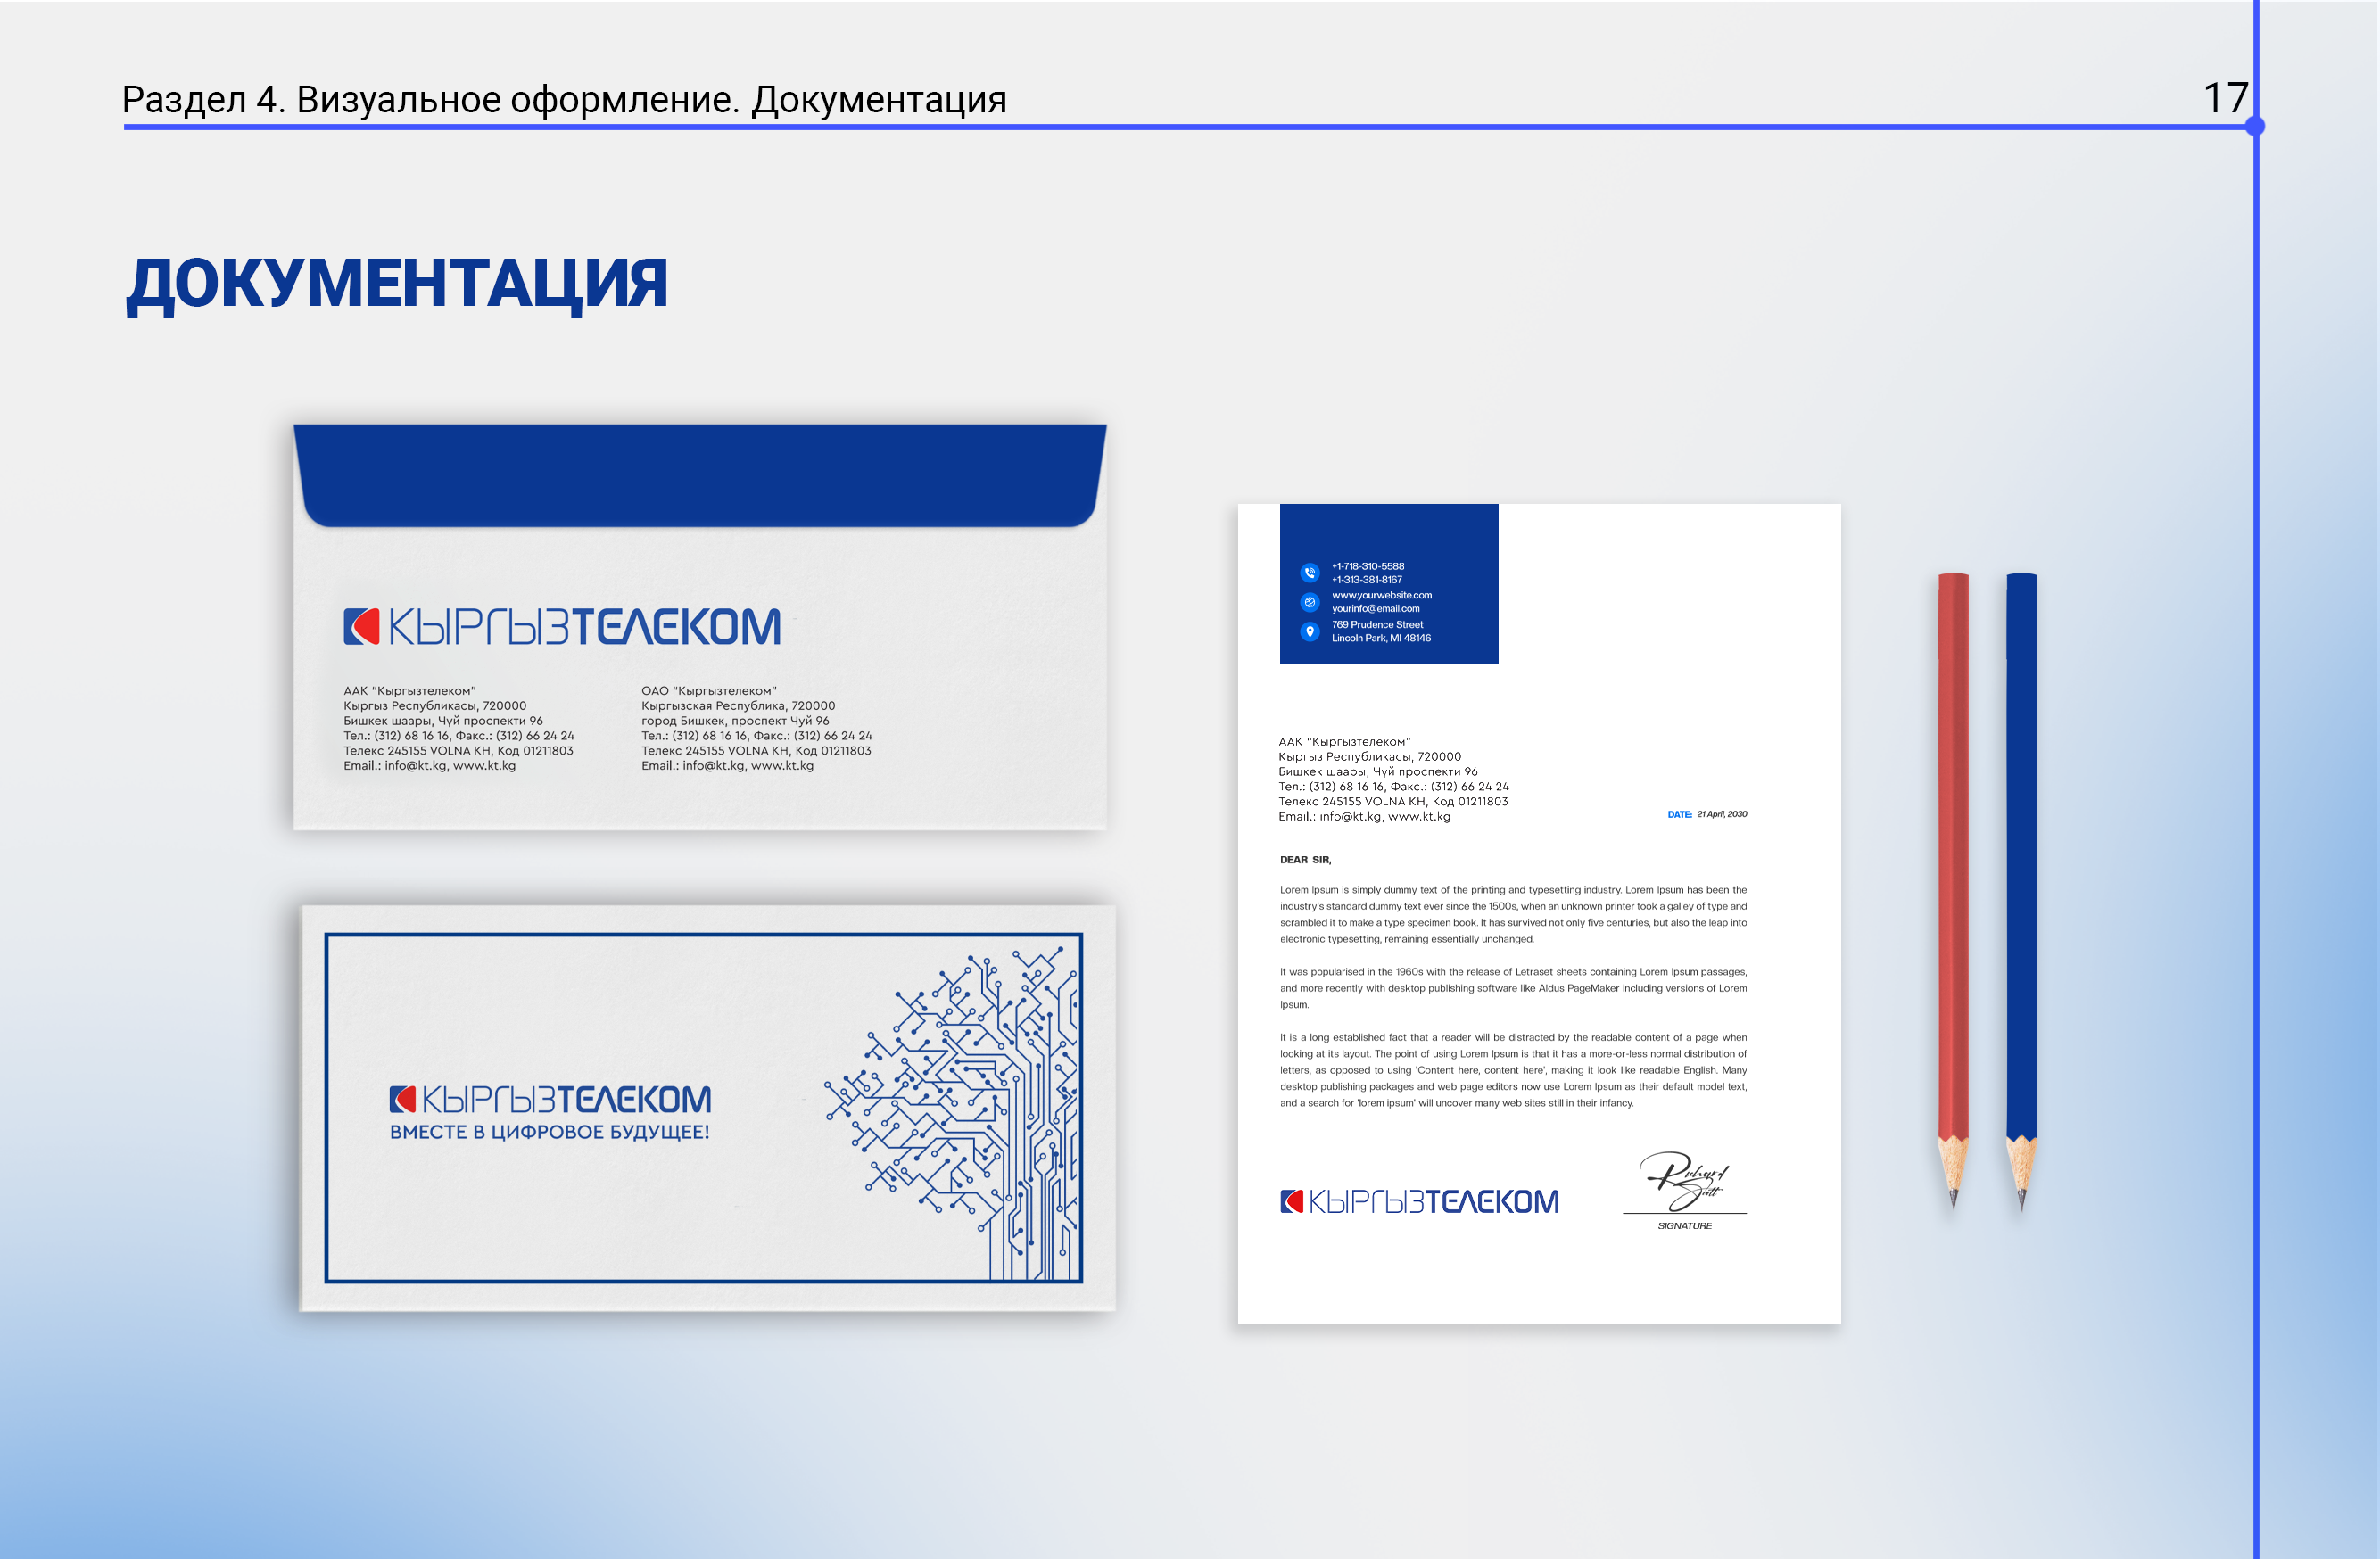 Раздел 4. Визуальное оформление. Документация
17
ДОКУМЕНТАЦИЯ
КЫРГЫЗТЕЛЕКОМ
ААК "Кыргызтелеком"
Кыргыз Республикасы, 720000
Бишкек шаары, Чүй проспекти 96
Тел.: (312) 68 16 16, Факс.: (312) 66 24 24
Телекс 245155 VOLNA KH, Код 01211803
Email.: info@kt.kg, www.kt.kg
ОАО "Кыргызтелеком"
Кыргызская Республика, 720000
город Бишкек, проспект Чуй 96
Тел.: (312) 68 16 16, Факс.: (312) 66 24 24
Телекс 245155 VOLNA KH, Код 01211803
Email.: info@kt.kg, www.kt.kg
КЫРГЫЗТЕЛЕКОМ
ВМЕСТЕ В ЦИФРОВОЕ БУДУЩЕЕ!
+1-718-310-5588
+1-313-381-8167
www.yourwebsite.com
yourinfo@email.com
769 Prudence Street
Lincoln Park, MI 48146
ААК "Кыргызтелеком"
Кыргыз Республикасы, 720000
Бишкек шаары, Чүй проспекти 96
Тел.: (312) 68 16 16, Факс.: (312) 66 24 24
Телекс 245155 VOLNA KH, Код 01211803
Email.: info@kt.kg, www.kt.kg
DATE: 21 April, 2030
DEAR SIR,
Lorem Ipsum is simply dummy text of the printing and typesetting industry. Lorem Ipsum has been the
industry's standard dummy text ever since the 1500s, when an unknown printer took a galley of type and
scrambled it to make a type specimen book. It has survived not only five centuries, but also the leap into
electronic typesetting, remaining essentially unchanged.
It was popularised in the 1960s with the release of Letraset sheets containing Lorem Ipsum passages,
and more recently with desktop publishing software like Aldus PageMaker including versions of Lorem
Ipsum.
It is a long established fact that a reader will be distracted by the readable content of a page when
looking at its layout. The point of using Lorem Ipsum is that it has a more-or-less normal distribution of
letters, as opposed to using 'Content here, content here', making it look like readable English. Many
desktop publishing packages and web page editors now use Lorem Ipsum as their default model text,
and a search for 'lorem ipsum' will uncover many web sites still in their infancy.
КЫРГЫЗТЕЛЕКОМ
Richard
Scott
SIGNATURE